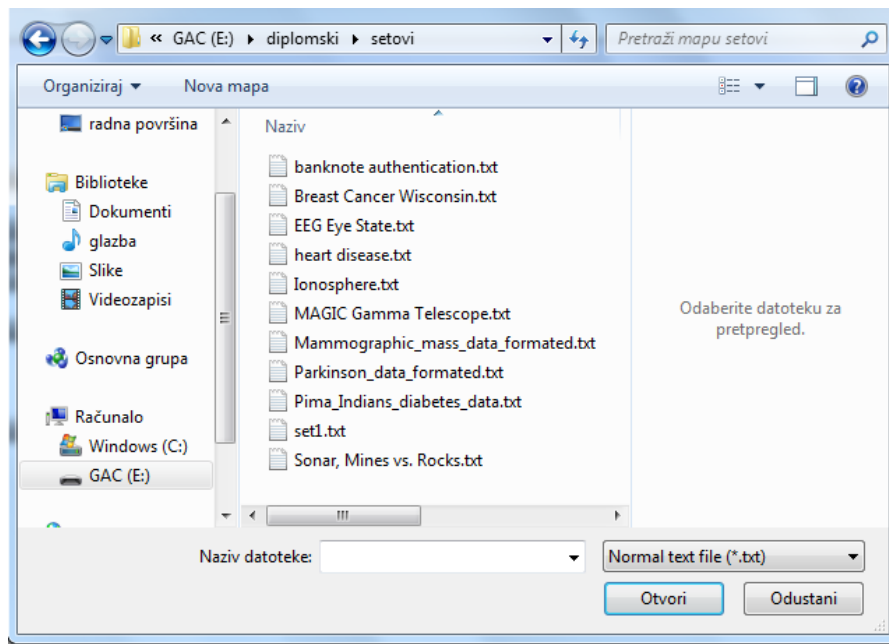 « GAC (E:) ▸ diplomski ▸ setovi
Pretraži mapu setovi
Organiziraj
Nova mapa
radna površina
Biblioteke
Dokumenti
glazba
Slike
Videozapisi
Osnovna grupa
Računalo
Windows (C:)
GAC (E:)
Naziv
banknote authentication.txt
Breast Cancer Wisconsin.txt
EEG Eye State.txt
heart disease.txt
Ionosphere.txt
MAGIC Gamma Telescope.txt
Mammographic_mass_data_formated.txt
Parkinson_data_formated.txt
Pima_Indians_diabetes_data.txt
set1.txt
Sonar, Mines vs. Rocks.txt
Odaberite datoteku za
pretpregled.
Naziv datoteke:
Normal text file (*.txt)
Otvori
Odustani